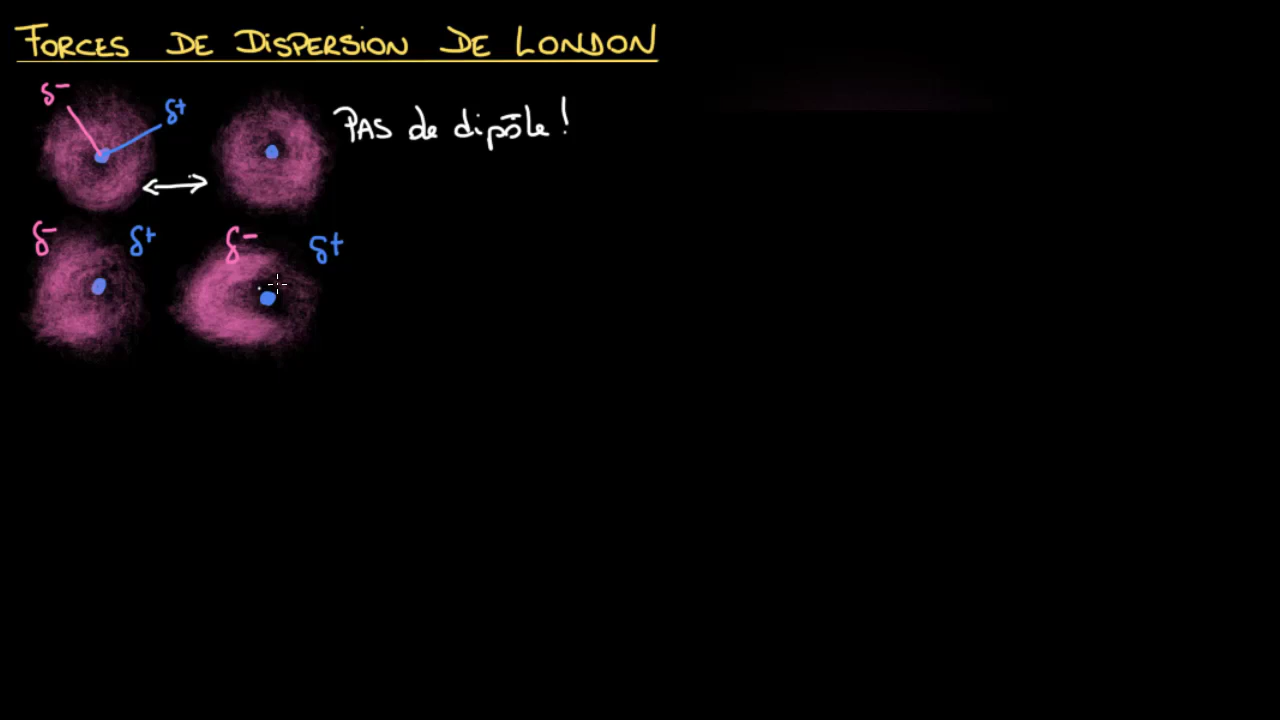 FORCES DE DISPERSION DE LONDON
δ- δ+
PAS de dipôle!
δ- δ+ δ- δ+